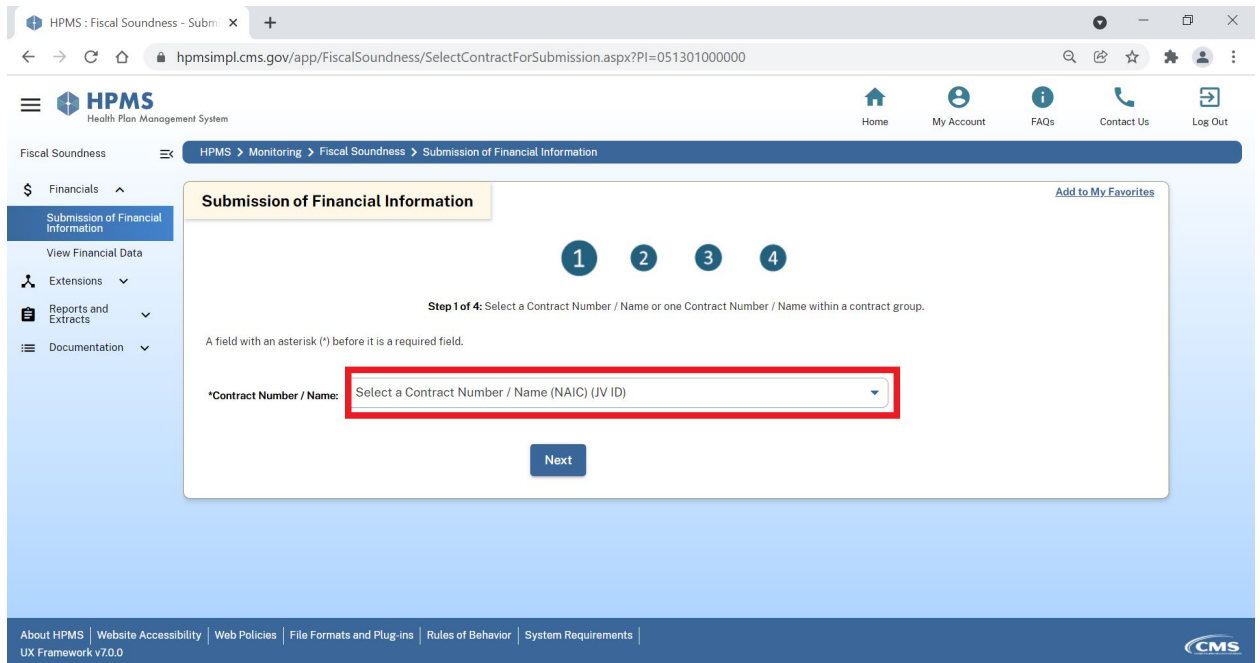 HPMS : Fiscal Soundness - Subm
hpmsimpl.cms.gov/app/FiscalSoundness/SelectContractForSubmission.aspx?PI=051301000000
HPMS
Health Plan Management System
Home
My Account
FAQs
Contact Us
Log Out
Fiscal Soundness
HPMS > Monitoring > Fiscal Soundness > Submission of Financial Information
Financials
Submission of Financial
Information
View Financial Data
Extensions
Reports and
Extracts
Documentation
Submission of Financial Information
Add to My Favorites
1 2 3 4
Step 1 of 4: Select a Contract Number / Name or one Contract Number / Name within a contract group.
A field with an asterisk (*) before it is a required field.
*Contract Number / Name: Select a Contract Number / Name (NAIC) (JV ID)
Next
About HPMS | Website Accessibility | Web Policies | File Formats and Plug-ins | Rules of Behavior | System Requirements |
UX Framework v7.0.0
CMS